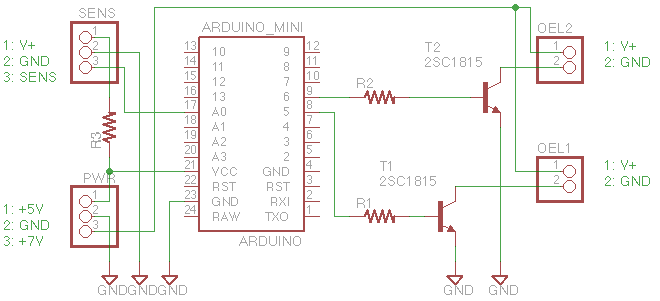 SENS
1: V+
2: GND
3: SENS
1
2
3
ARDUINO_MINI
13 10 9 12
14 11 8 11
15 12 7 10
16 13 6 9
17 A0 5 8
18 A1 4 7
19 A2 3 6
20 A3 2 5
21 VCC GND 4
22 RST RST 3
23 GND RXI 2
24 RAW TXO 1
ARDUINO
R3
PWR
1: +5V
2: GND
3: +7V
1
2
3
R2
T2
2SC1815
R1
T1
2SC1815
OEL2
1
2
1: V+
2: GND
OEL1
1
2
1: V+
2: GND
GND
GND
GND
GND
GND